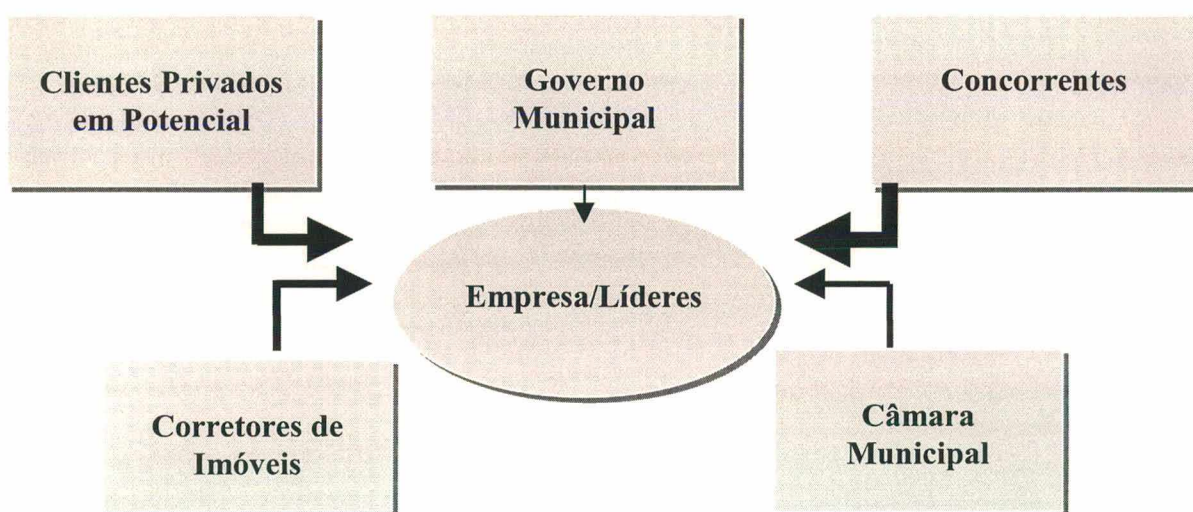 Clientes Privados
em Potencial
Governo
Municipal
Concorrentes
Empresa/Líderes
Corretores de
Imóveis
Câmara
Municipal